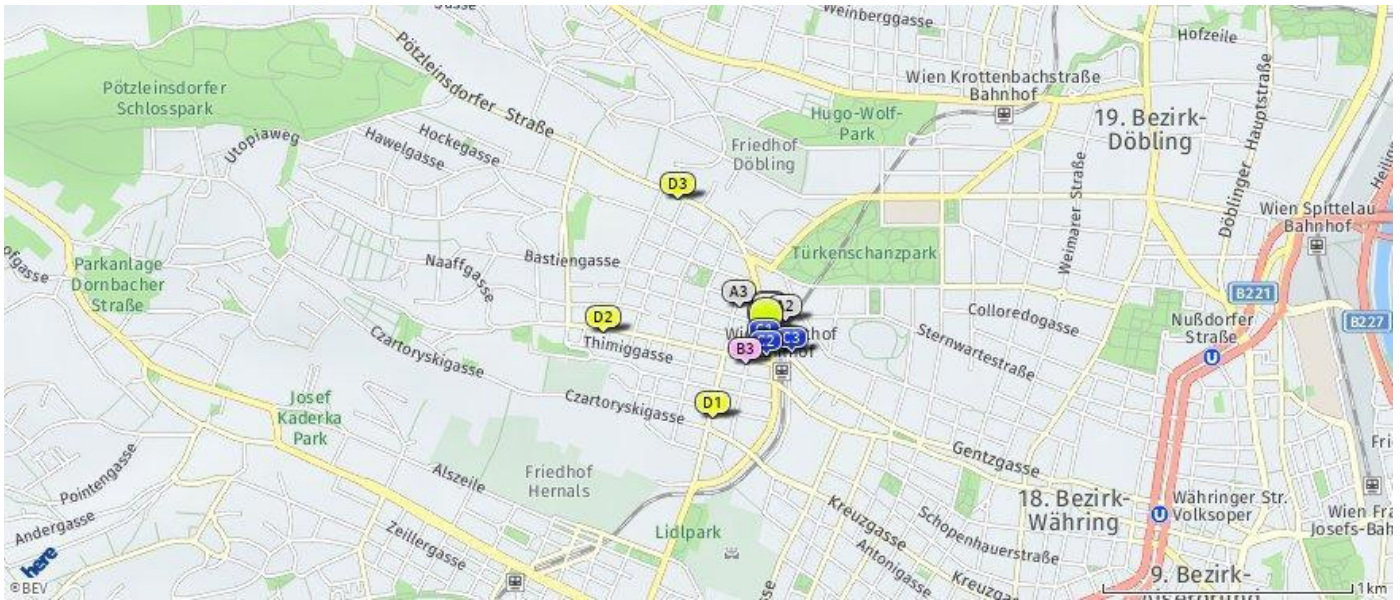 Weinberggasse
Hofzeile
Pötzleinsdorfer Straße
Wien Krottenbachstraße
Bahnhof
Pötzleinsdorfer
Schlosspark
Hugo-Wolf-
Park
19. Bezirk-
Döbling
Döblinger Hauptstraße
Utopiaweg
Hawelgasse
Hockegasse
Friedhof
Döbling
Weimarer Straße
D3
Wien Spittelau
Bahnhof
Türkenschanzpark
Parkanlage
Dornbacher
Straße
Naaffgasse
Bastiengasse
A3
A2
B221
Colloredogasse
Nußdorfer
Straße
U
B227
D2
Thimiggasse
C2
C3
B3
Sternwartestraße
Czartoryskigasse
Czartoryskigasse
D1
Josef
Kaderka
Park
Alszeile
Friedhof
Hernals
Gentzgasse
Pointengasse
Andergasse
Zeillergasse
Lidlpark
Kreuzgasse
Schopenhauerstraße
Antonigasse
Kreuzga
18. Bezirk-
Währing
Währinger Str.
Volksoper
U
Wien Fra
Josefs-Bah
9. Bezirk-
here
©BEV
1km